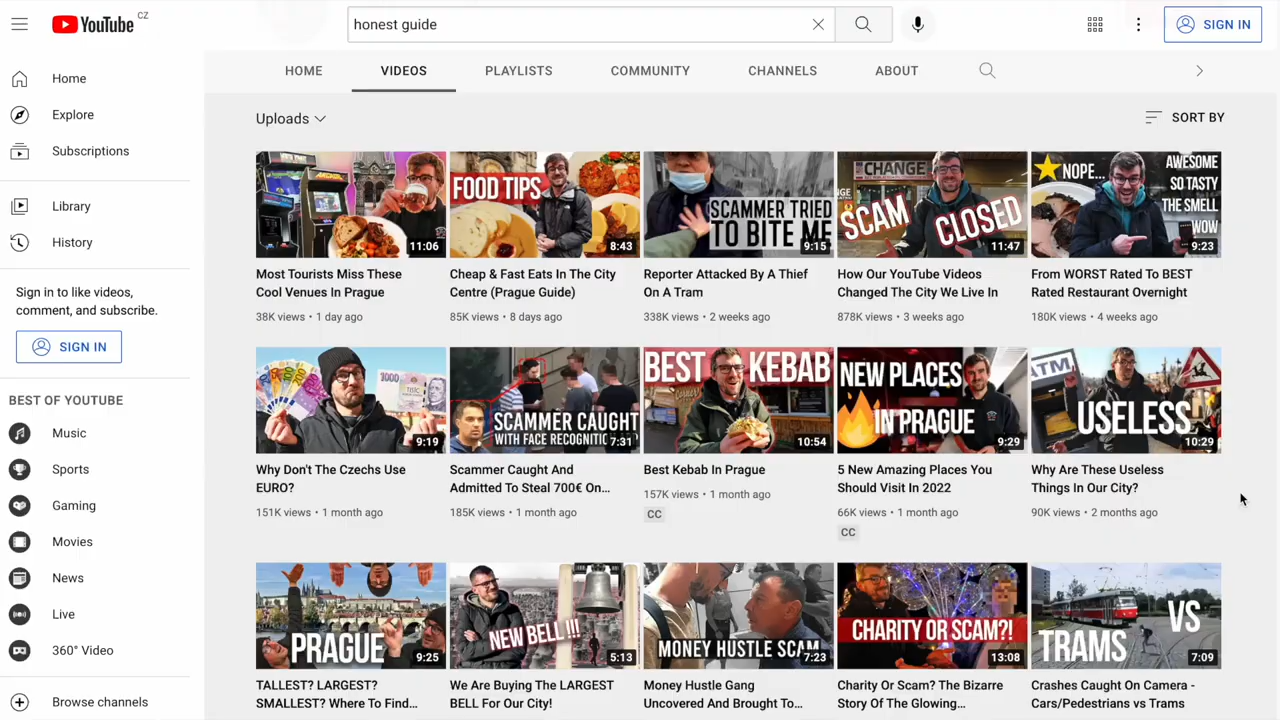 YouTube CZ
honest guide
SIGN IN
Home
Explore
Subscriptions
Library
History
Sign in to like videos,
comment, and subscribe.
SIGN IN
BEST OF YOUTUBE
Music
Sports
Gaming
Movies
News
Live
360° Video
Browse channels
HOME
VIDEOS
PLAYLISTS
COMMUNITY
CHANNELS
ABOUT
Uploads
SORT BY
11:06
Most Tourists Miss These
Cool Venues In Prague
38K views • 1 day ago
FOOD TIPS
8:43
Cheap & Fast Eats In The City
Centre (Prague Guide)
85K views • 8 days ago
SCAMMER TRIED
TO BITE ME
9:15
Reporter Attacked By A Thief
On A Tram
338K views • 2 weeks ago
CHANGE
SCAM CLOSED
11:47
How Our YouTube Videos
Changed The City We Live In
878K views • 3 weeks ago
NOPE...
AWESOME
SO TASTY
THE SMELL
WOW
9:23
From WORST Rated To BEST
Rated Restaurant Overnight
180K views • 4 weeks ago
1000
9:19
Why Don't The Czechs Use
EURO?
151K views • 1 month ago
SCAMMER CAUGHT
WITH FACE RECOGNITIO
7:31
Scammer Caught And
Admitted To Steal 700€ On...
185K views • 1 month ago
BEST KEBAB
10:54
Best Kebab In Prague
157K views • 1 month ago
CC
NEW PLACES
IN PRAGUE
9:29
5 New Amazing Places You
Should Visit In 2022
66K views • 1 month ago
CC
ATM
USELESS
10:29
Why Are These Useless
Things In Our City?
90K views • 2 months ago
PRAGUE
9:25
TALLEST? LARGEST?
SMALLEST? Where To Find...
NEW BELL!!!
5:13
We Are Buying The LARGEST
BELL For Our City!
MONEY HUSTLE SCAM
7:23
Money Hustle Gang
Uncovered And Brought To...
CHARITY OR SCAM?!
13:08
Charity Or Scam? The Bizarre
Story Of The Glowing...
VS
TRAMS
7:09
Crashes Caught On Camera -
Cars/Pedestrians vs Trams